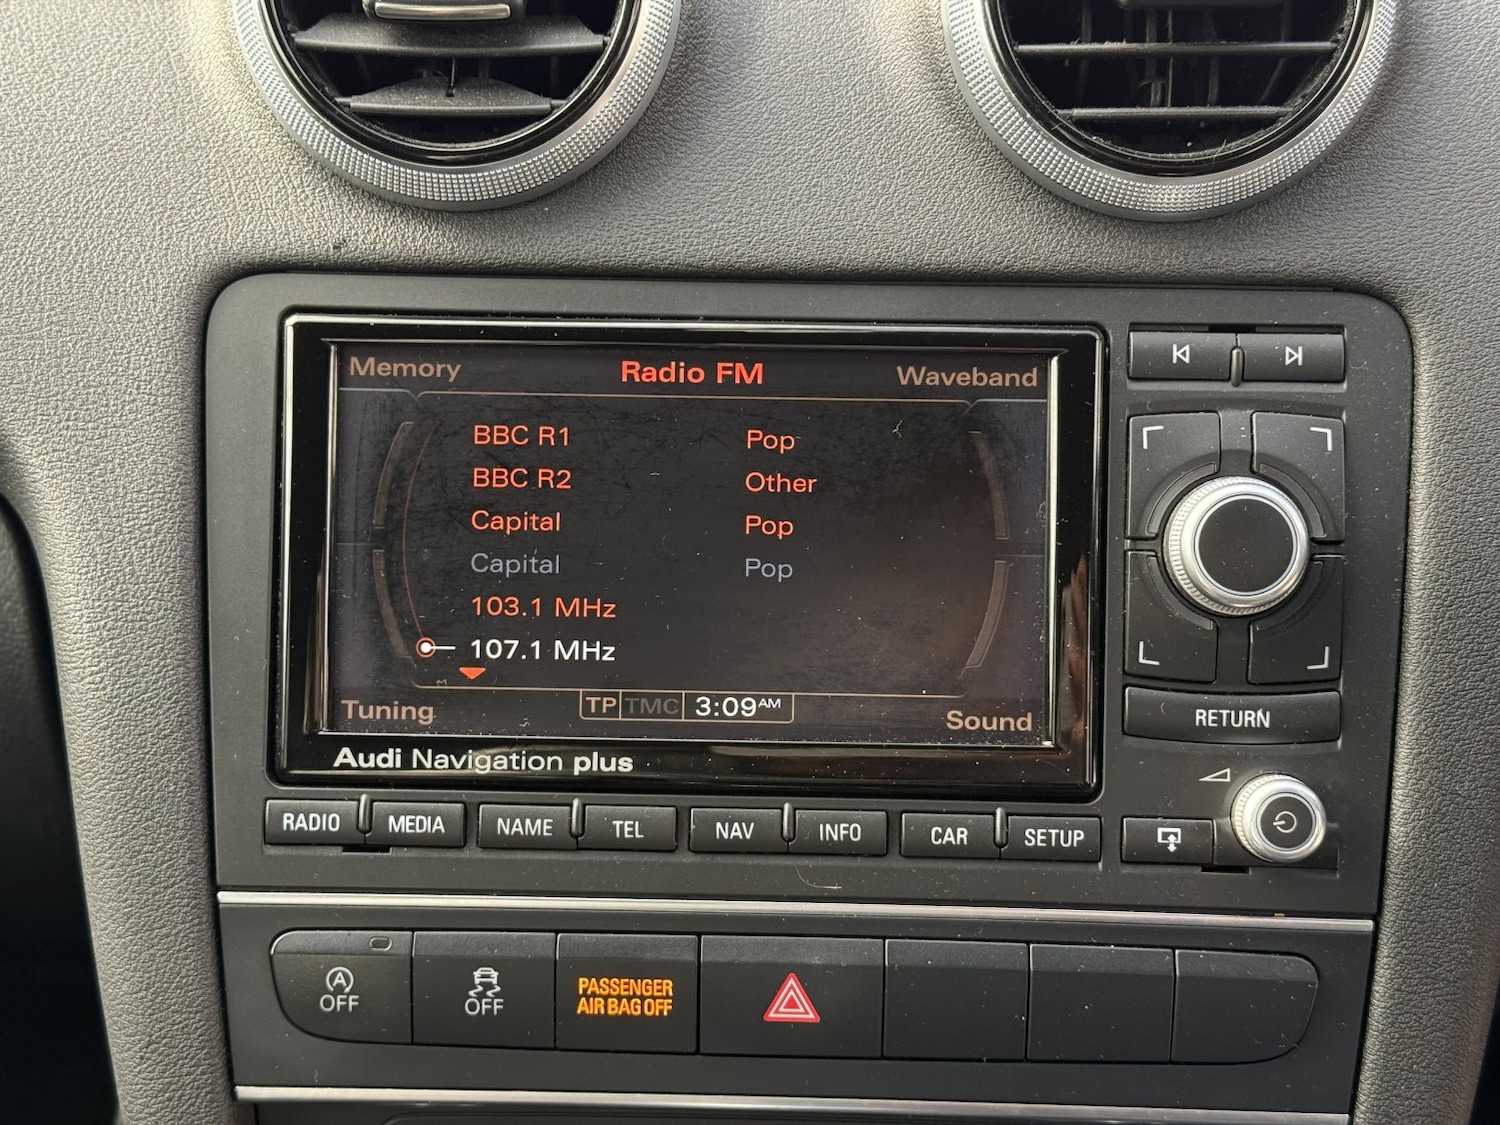 Memory Radio FM Waveband
BBC R1 Pop
BBC R2 Other
Capital Pop
Capital Pop
103.1 MHz
107.1 MHz
TP TMC 3:09AM
Tuning Sound
Audi Navigation plus
RETURN
RADIO MEDIA NAME TEL NAV INFO CAR SETUP
A
OFF
OFF
PASSENGER
AIR BAG OFF